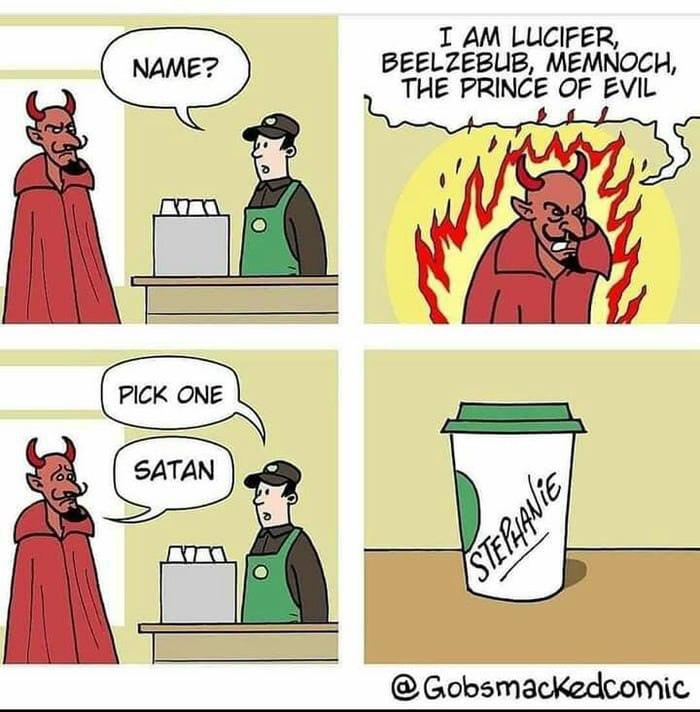 NAME?
I AM LUCIFER,
BEELZEBUB, MEMNOCH,
THE PRINCE OF EVIL
PICK ONE
SATAN
STEPHANiE
@Gobsmackedcomic